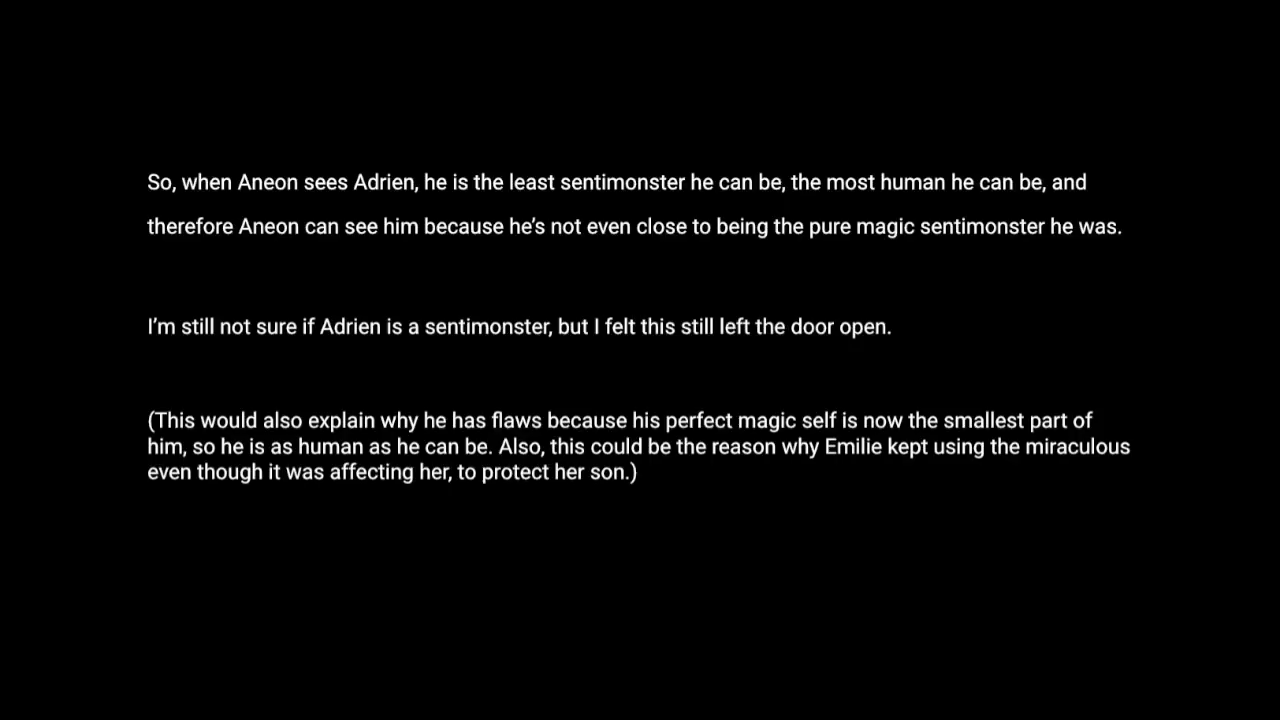 So, when Aneon sees Adrien, he is the least sentimonster he can be, the most human he can be, and
therefore Aneon can see him because he’s not even close to being the pure magic sentimonster he was.
I’m still not sure if Adrien is a sentimonster, but I felt this still left the door open.
(This would also explain why he has flaws because his perfect magic self is now the smallest part of
him, so he is as human as he can be. Also, this could be the reason why Emilie kept using the miraculous
even though it was affecting her, to protect her son.)